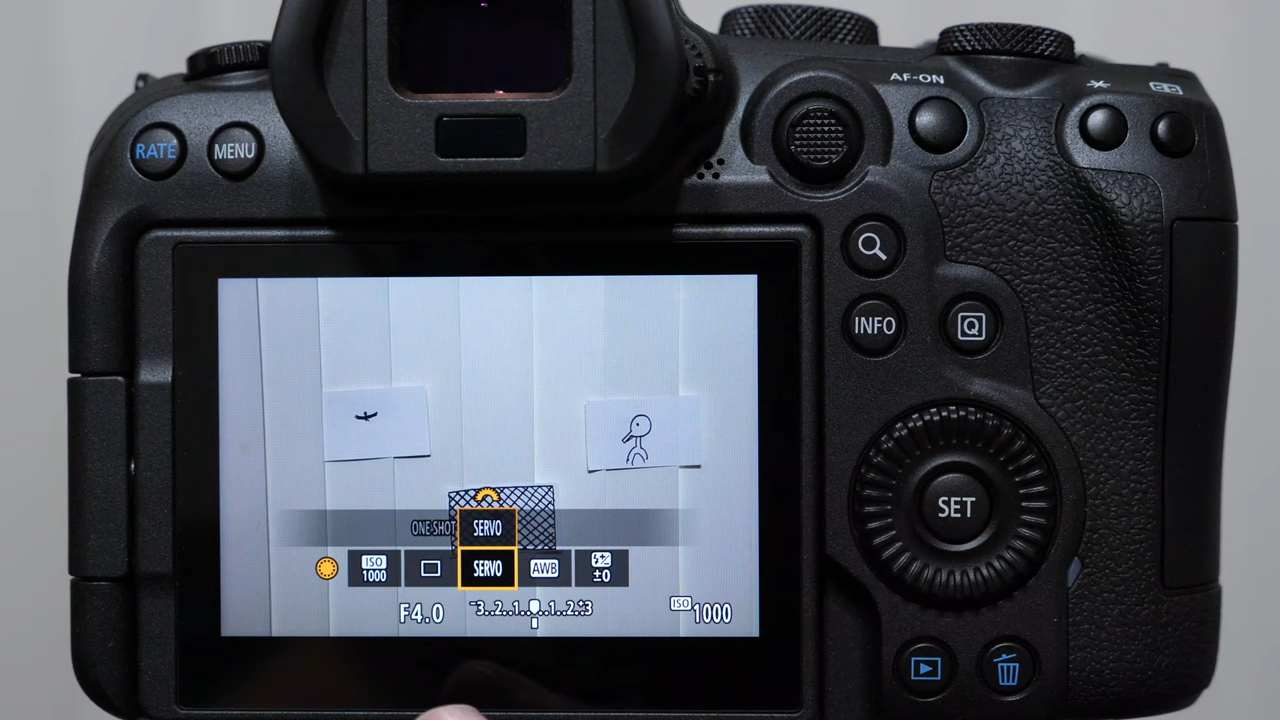 AF-ON
RATE
MENU
INFO
Q
SET
ONE SHOT
SERVO
ISO
1000
SERVO
AWB
±0
F4.0
-3..2..1..1..2..+3
ISO 1000